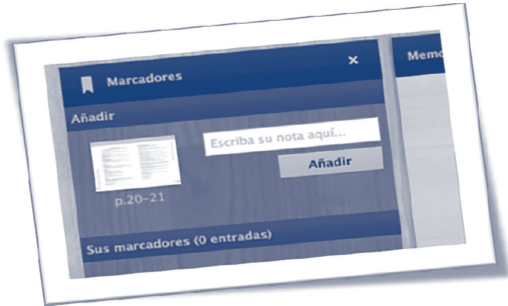 Marcadores
Memo
Añadir
Escriba su nota aquí...
Añadir
p.20-21
Sus marcadores (0 entradas)